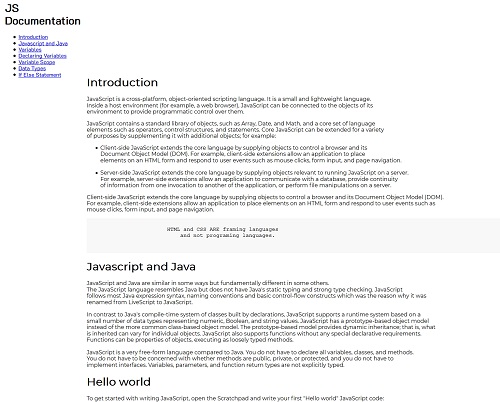 JS
Documentation
Introduction
Javascript and Java
Variables
Declaring Variables
Variable Scope
Data Types
If Else Statement
Introduction
JavaScript is a cross-platform, object-oriented scripting language. It is a small and lightweight language.
Inside a host environment (for example, a web browser), JavaScript can be connected to the objects of its
environment to provide programmatic control over them.
JavaScript contains a standard library of objects, such as Array, Date, and Math, and a core set of language
elements such as operators, control structures, and statements. Core JavaScript can be extended for a variety
of purposes by supplementing it with additional objects; for example:
Client-side JavaScript extends the core language by supplying objects to control a browser and its
Document Object Model (DOM). For example, client-side extensions allow an application to place
elements on an HTML form and respond to user events such as mouse clicks, form input, and page navigation.
Server-side JavaScript extends the core language by supplying objects relevant to running JavaScript on a server.
For example, server-side extensions allow an application to communicate with a database, provide continuity
of information from one invocation to another of the application, or perform file manipulations on a server.
Client-side JavaScript extends the core language by supplying objects to control a browser and its Document Object Model (DOM).
For example, client-side extensions allow an application to place elements on an HTML form and respond to user events such as
mouse clicks, form input, and page navigation.
HTML and CSS ARE framing languages
and not programing languages.
Javascript and Java
JavaScript and Java are similar in some ways but fundamentally different in some others.
The JavaScript language resembles Java but does not have Java's static typing and strong type checking. JavaScript
follows most Java expression syntax, naming conventions and basic control-flow constructs which was the reason why it was
renamed from LiveScript to JavaScript.
In contrast to Java's compile-time system of classes built by declarations, JavaScript supports a runtime system based on a
small number of data types representing numeric, Boolean, and string values. JavaScript has a prototype-based object model
instead of the more common class-based object model. The prototype-based model provides dynamic inheritance; that is, what
is inherited can vary for individual objects. JavaScript also supports functions without any special declarative requirements.
Functions can be properties of objects, executing as loosely typed methods.
JavaScript is a very free-form language compared to Java. You do not have to declare all variables, classes, and methods.
You do not have to be concerned with whether methods are public, private, or protected, and you do not have to
implement interfaces. Variables, parameters, and function return types are not explicitly typed.
Hello world
To get started with writing JavaScript, open the Scratchpad and write your first "Hello world" JavaScript code: